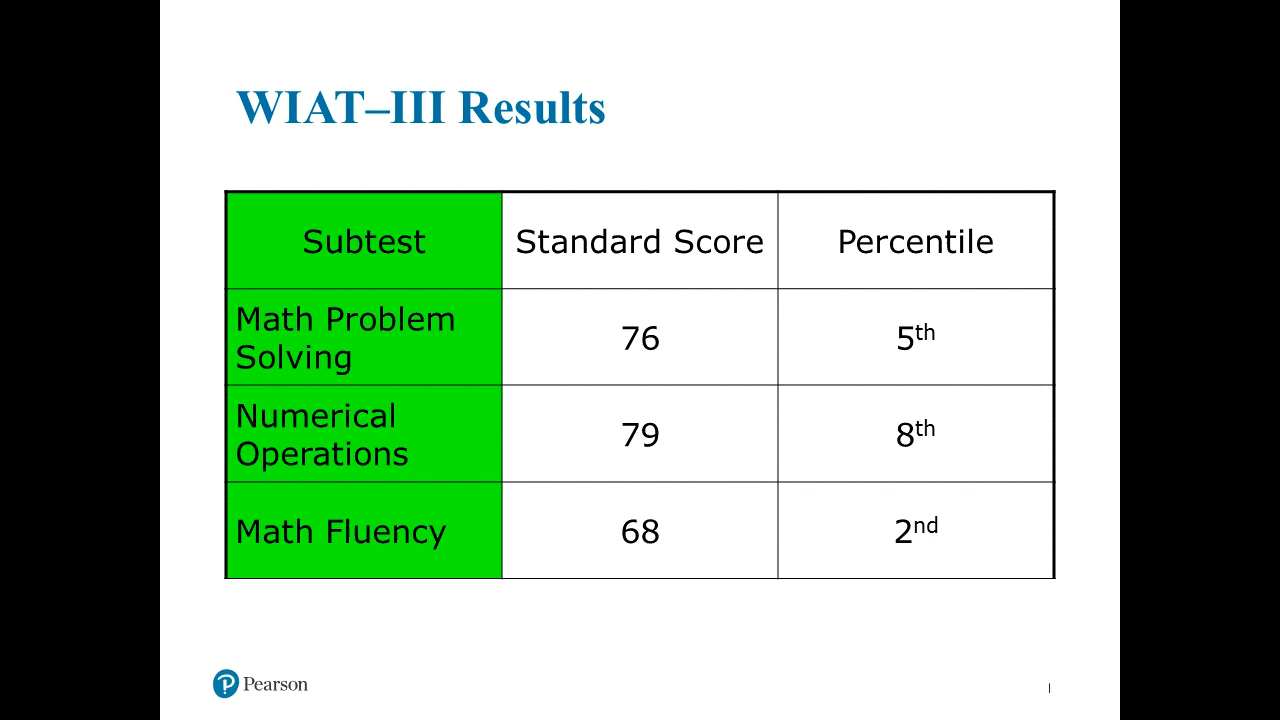 WIAT–III Results
Subtest Standard Score Percentile
Math Problem
Solving
76 5th
Numerical
Operations
79 8th
Math Fluency 68 2nd
Pearson